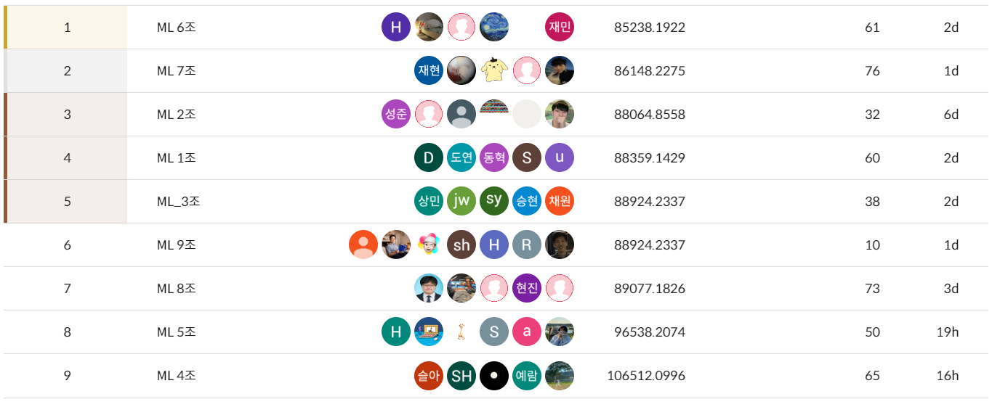 1 ML 6조 H 재민 85238.1922 61 2d
2 ML 7조 재현 86148.2275 76 1d
3 ML 2조 성준 88064.8558 32 6d
4 ML 1조 D 도연 동혁 S u 88359.1429 60 2d
5 ML_3조 상민 jw sy 승현 채원 88924.2337 38 2d
6 ML 9조 sh H R 88924.2337 10 1d
7 ML 8조 현진 89077.1826 73 3d
8 ML 5조 H S a 96538.2074 50 19h
9 ML 4조 슬아 SH 예람 106512.0996 65 16h